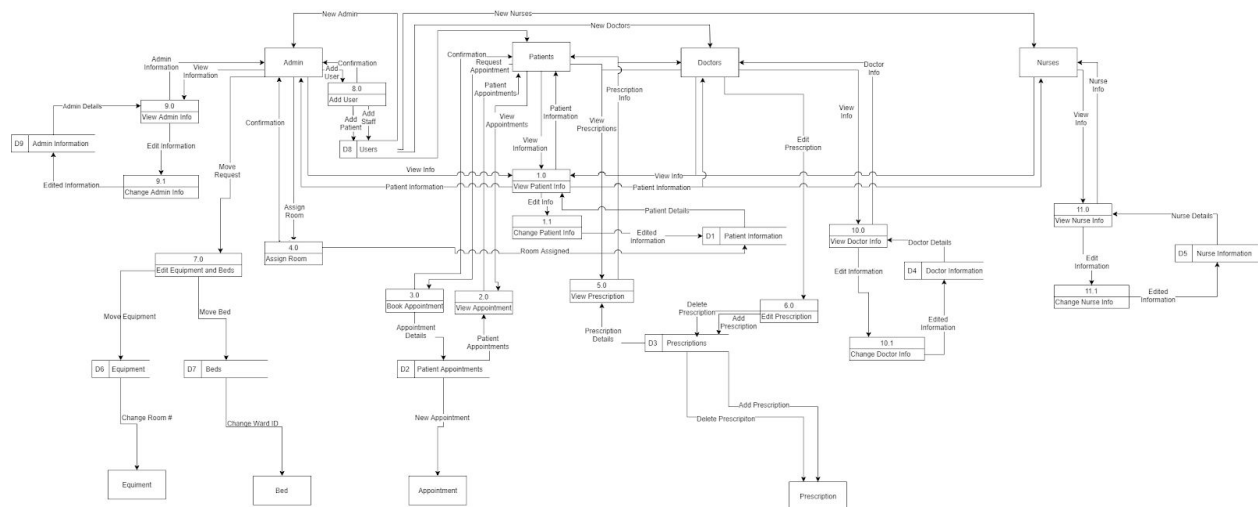 New Admin
New Nurses
New Doctors
Admin
Information
View
Information
Admin
Add
User
Confirmation
Confirmation
Request
Appointment
Patients
Patient
Appointments
Prescription
Info
Doctors
Doctor
Info
Nurses
Nurse
Info
8.0
Add User
Admin Details
9.0
View Admin Info
Confirmation
Add
Patient
Add
Staff
View
Appointments
Patient
Information
View
Prescriptions
View
Info
View
Info
D9 Admin Information
Edit Information
D8 Users
View
Information
Edit
Prescription
Move
Request
View Info
1.0
View Patient Info
View Info
Edited Information
9.1
Change Admin Info
Patient Information
Patient Information
Edit Info
Assign
Room
Patient Details
1.1
Change Patient Info
Edited
Information
D1 Patient Information
11.0
View Nurse Info
Nurse Details
10.0
View Doctor Info
4.0
Assign Room
Room Assigned
Doctor Details
D5 Nurse Information
7.0
Edit Equipment and Beds
Edit Information
D4 Doctor Information
Edit
Information
3.0
Book Appointment
2.0
View Appointment
5.0
View Prescription
11.1
Change Nurse Info
Edited
Information
6.0
Edit Prescription
Move Equipment
Move Bed
Appointment
Details
Delete
Prescription
Add
Prescription
Edited
Information
Patient
Appointments
Prescription
Details
D3 Prescriptions
10.1
Change Doctor Info
D6 Equipment
D7 Beds
D2 Patient Appointments
Add Prescription
Change Room #
New Appointment
Delete Prescripiton
Change Ward ID
Equiment
Bed
Appointment
Prescription